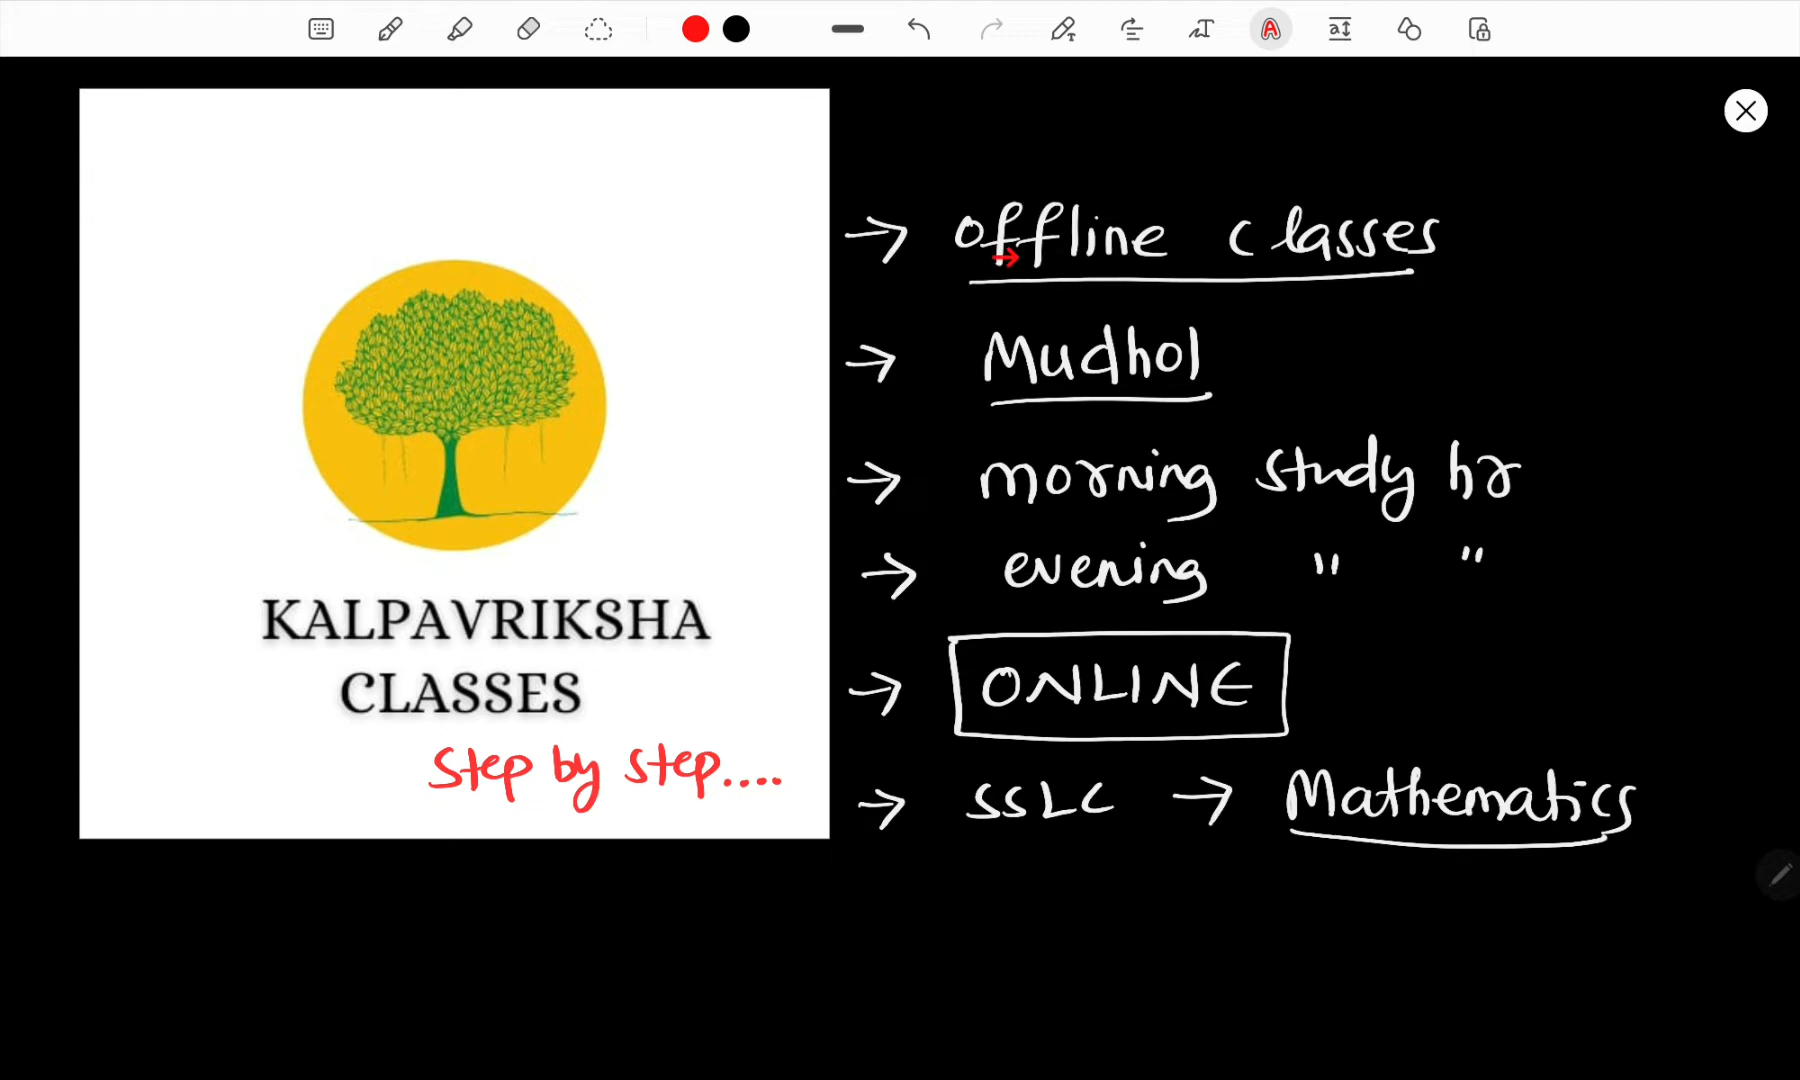 KALPAVRIKSHA
CLASSES
Step by step....
→ offline classes
→ Mudhol
→ morning study hr
→ evening " "
→ ONLINE
→ SSLC → Mathematics